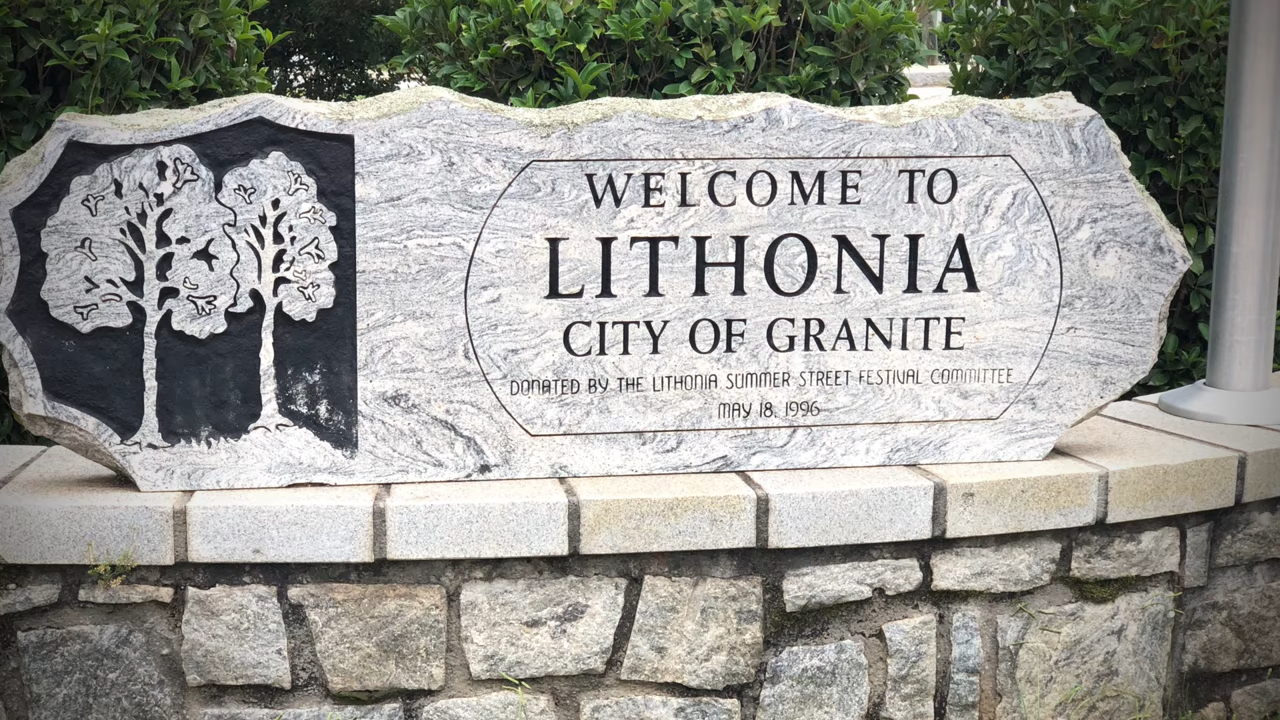 WELCOME TO
LITHONIA
CITY OF GRANITE
DONATED BY THE LITHONIA SUMMER STREET FESTIVAL COMMITTEE
MAY 18, 1996